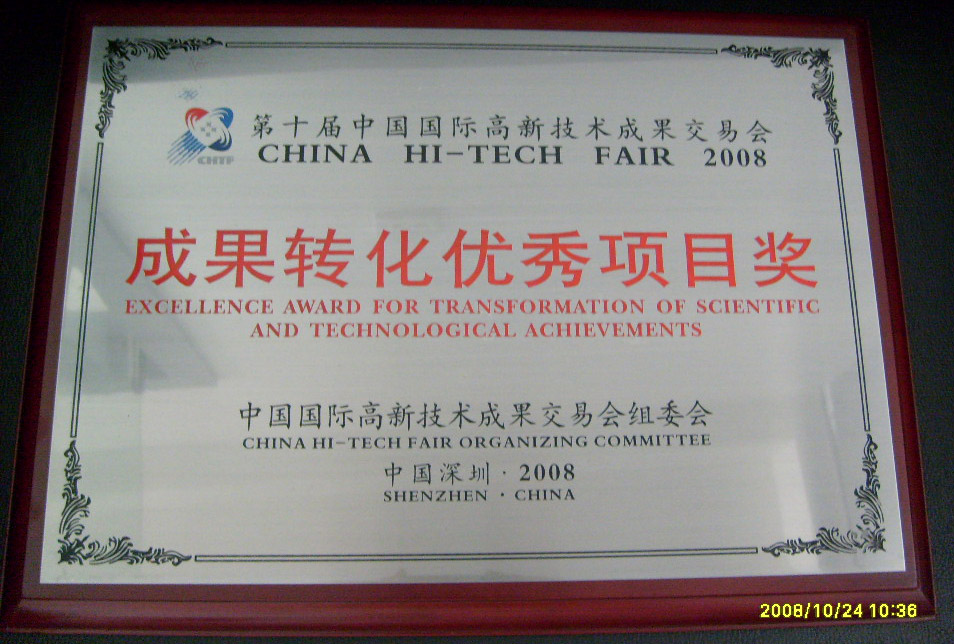 第十届中国国际高新技术成果交易会
CHTF
CHINA HI-TECH FAIR 2008
成果转化优秀项目奖
EXCELLENCE AWARD FOR TRANSFORMATION OF SCIENTIFIC
AND TECHNOLOGICAL ACHIEVEMENTS
中国国际高新技术成果交易会组委会
CHINA HI-TECH FAIR ORGANIZING COMMITTEE
中国深圳·2008
SHENZHEN · CHINA
2008/10/24 10:36